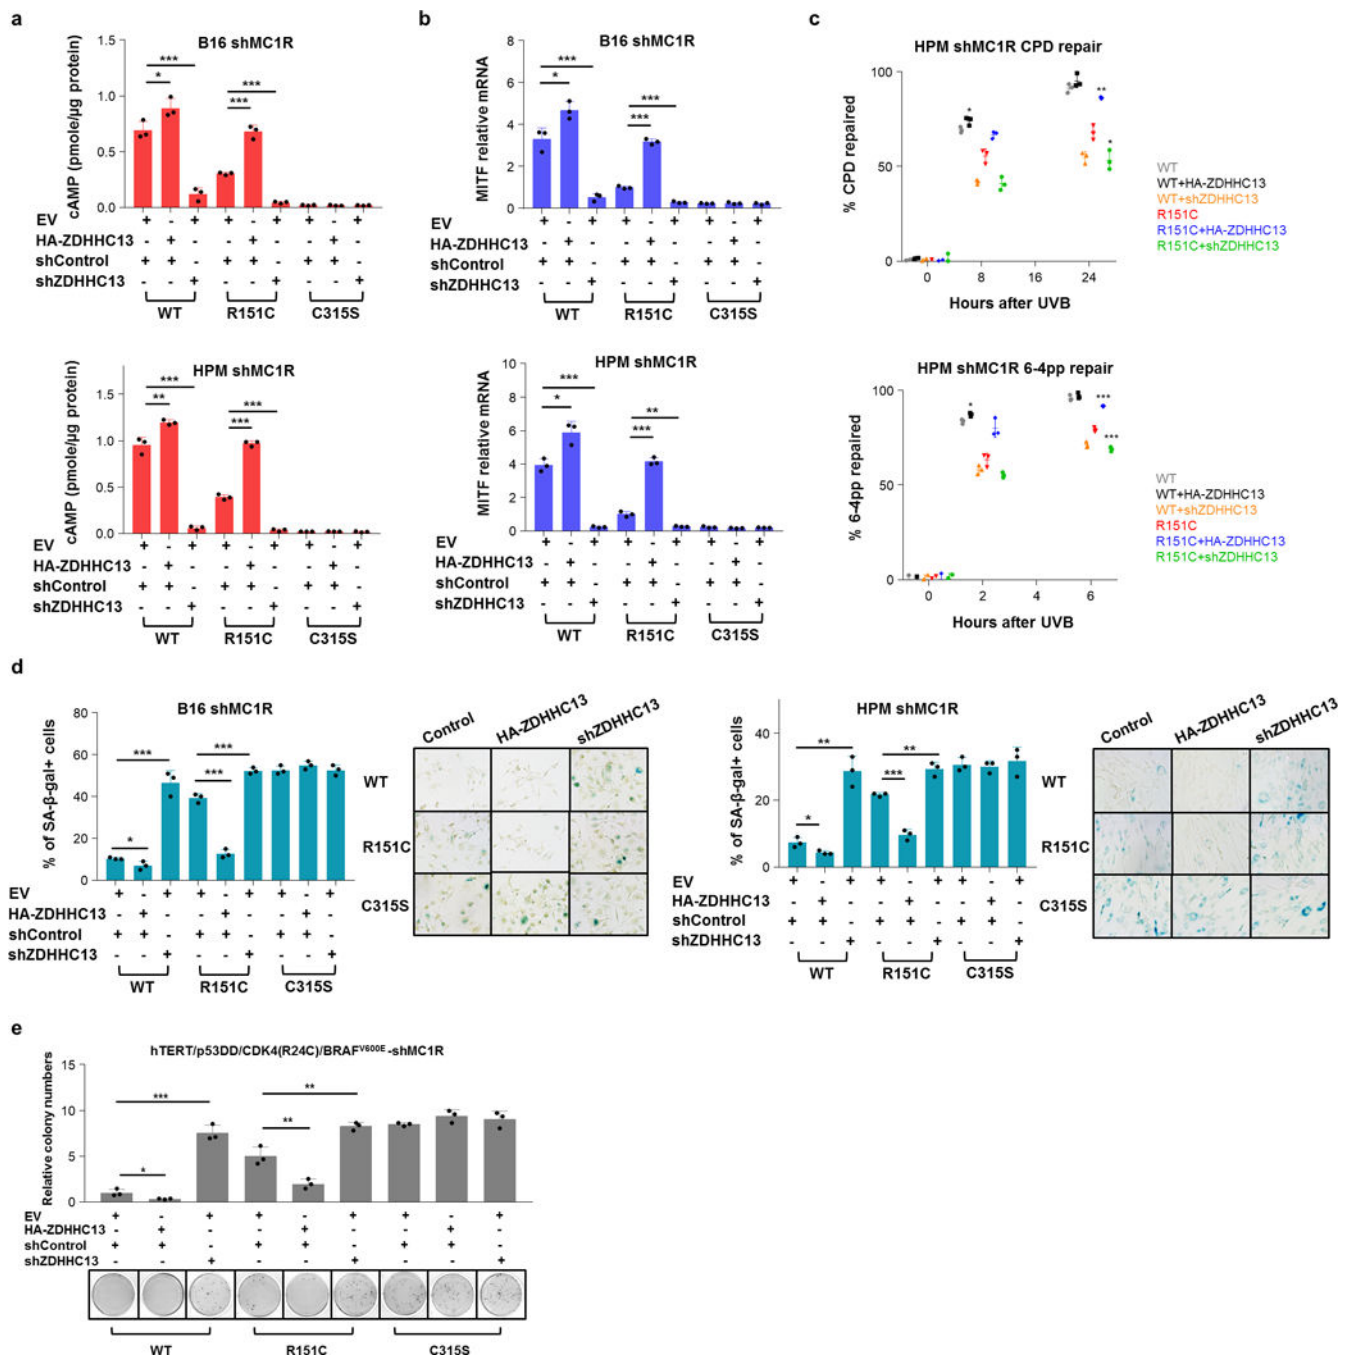 a
B16 shMC1R
cAMP (pmole/µg protein)
1.5
1.0
0.5
0.0
***
*
***
***
EV + - + + - + + - +
HA-ZDHHC13 - + - - + - - + -
shControl + + - + + - + + -
shZDHHC13 - - + - - + - - +
WT R151C C315S
HPM shMC1R
cAMP (pmole/µg protein)
1.5
1.0
0.5
0.0
***
**
***
***
EV + - + + - + + - +
HA-ZDHHC13 - + - - + - - + -
shControl + + - + + - + + -
shZDHHC13 - - + - - + - - +
WT R151C C315S
b
B16 shMC1R
MITF relative mRNA
8
6
4
2
0
***
*
***
***
EV + - + + - + + - +
HA-ZDHHC13 - + - - + - - + -
shControl + + - + + - + + -
shZDHHC13 - - + - - + - - +
WT R151C C315S
HPM shMC1R
MITF relative mRNA
10
8
6
4
2
0
***
*
**
***
EV + - + + - + + - +
HA-ZDHHC13 - + - - + - - + -
shControl + + - + + - + + -
shZDHHC13 - - + - - + - - +
WT R151C C315S
c
HPM shMC1R CPD repair
% CPD repaired
100
50
0
*
**
*
0 8 16 24
Hours after UVB
WT
WT+HA-ZDHHC13
WT+shZDHHC13
R151C
R151C+HA-ZDHHC13
R151C+shZDHHC13
HPM shMC1R 6-4pp repair
% 6-4pp repaired
100
50
0
*
***
***
0 2 4 6
Hours after UVB
WT
WT+HA-ZDHHC13
WT+shZDHHC13
R151C
R151C+HA-ZDHHC13
R151C+shZDHHC13
d
B16 shMC1R
% of SA-β-gal+ cells
80
60
40
20
0
***
*
***
***
EV + - + + - + + - +
HA-ZDHHC13 - + - - + - - + -
shControl + + - + + - + + -
shZDHHC13 - - + - - + - - +
WT R151C C315S
Control HA-ZDHHC13 shZDHHC13
WT
R151C
C315S
HPM shMC1R
% of SA-β-gal+ cells
40
20
0
**
*
**
***
EV + - + + - + + - +
HA-ZDHHC13 - + - - + - - + -
shControl + + - + + - + + -
shZDHHC13 - - + - - + - - +
WT R151C C315S
Control HA-ZDHHC13 shZDHHC13
WT
R151C
C315S
e
hTERT/p53DD/CDK4(R24C)/BRAFV600E-shMC1R
Relative colony numbers
15
10
5
0
***
*
**
**
EV + - + + - + + - +
HA-ZDHHC13 - + - - + - - + -
shControl + + - + + - + + -
shZDHHC13 - - + - - + - - +
WT R151C C315S